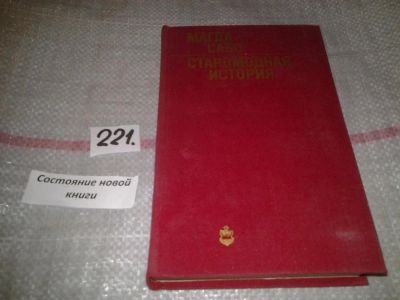 МАГДА
САБО
СТАРОМОДНАЯ
ИСТОРИЯ
221.
Состояние новой
книги